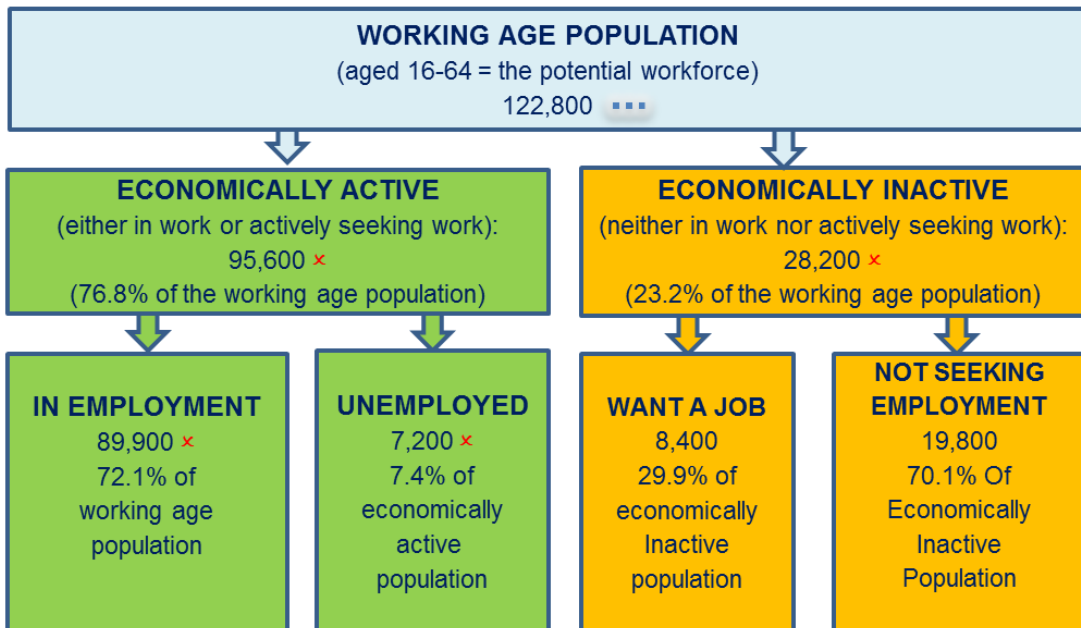 WORKING AGE POPULATION
(aged 16-64 = the potential workforce)
122,800 ▪▪▪
ECONOMICALLY ACTIVE
(either in work or actively seeking work):
95,600 ×
(76.8% of the working age population)
ECONOMICALLY INACTIVE
(neither in work nor actively seeking work):
28,200 ×
(23.2% of the working age population)
IN EMPLOYMENT
89,900 ×
72.1% of
working age
population
UNEMPLOYED
7,200 ×
7.4% of
economically
active
population
WANT A JOB
8,400
29.9% of
economically
Inactive
population
NOT SEEKING
EMPLOYMENT
19,800
70.1% Of
Economically
Inactive
Population